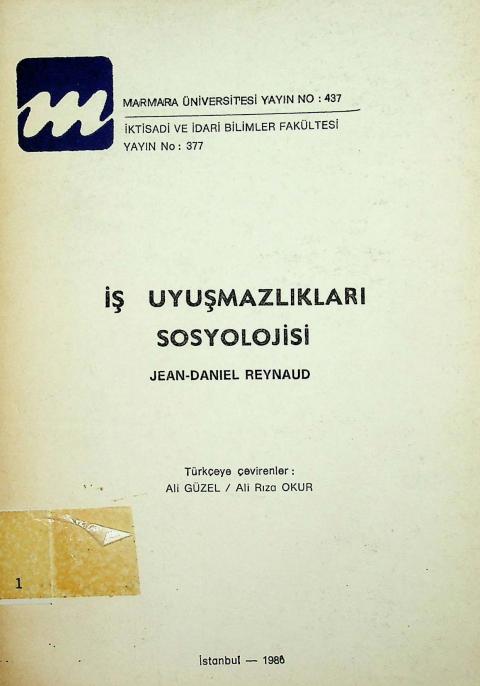 m
MARMARA ÜNİVERSİTESİ YAYIN NO : 437
İKTİSADİ VE İDARİ BİLİMLER FAKÜLTESİ
YAYIN No : 377
İŞ UYUŞMAZLIKLARI
SOSYOLOJİSİ
JEAN-DANIEL REYNAUD
Türkçeye çevirenler :
Ali GÜZEL / Ali Rıza OKUR
1
İstanbul — 1986